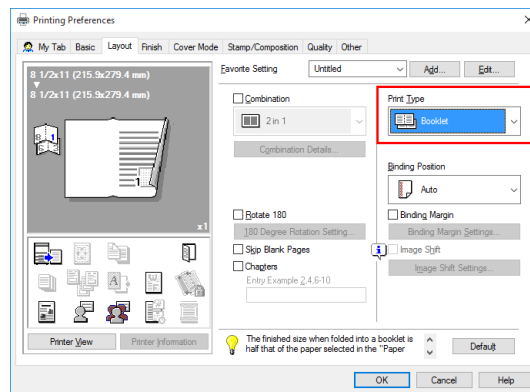 Printing Preferences
My Tab Basic Layout Finish Cover Mode Stamp/Composition Quality Other
8 1/2x11 (215.9x279.4 mm)
8 1/2x11 (215.9x279.4 mm)
8 1
1
x1
Printer View Printer Information
Favorite Setting Untitled Add... Edit...
Combination
2 in 1
Combination Details...
Print Type
Booklet
Binding Position
Auto
Rotate 180
180 Degree Rotation Setting...
Skip Blank Pages
Chapters
Entry Example 2,4,6-10
Binding Margin
Binding Margin Settings...
Image Shift
Image Shift Settings...
The finished size when folded into a booklet is
half that of the paper selected in the "Paper
Default
OK Cancel Help